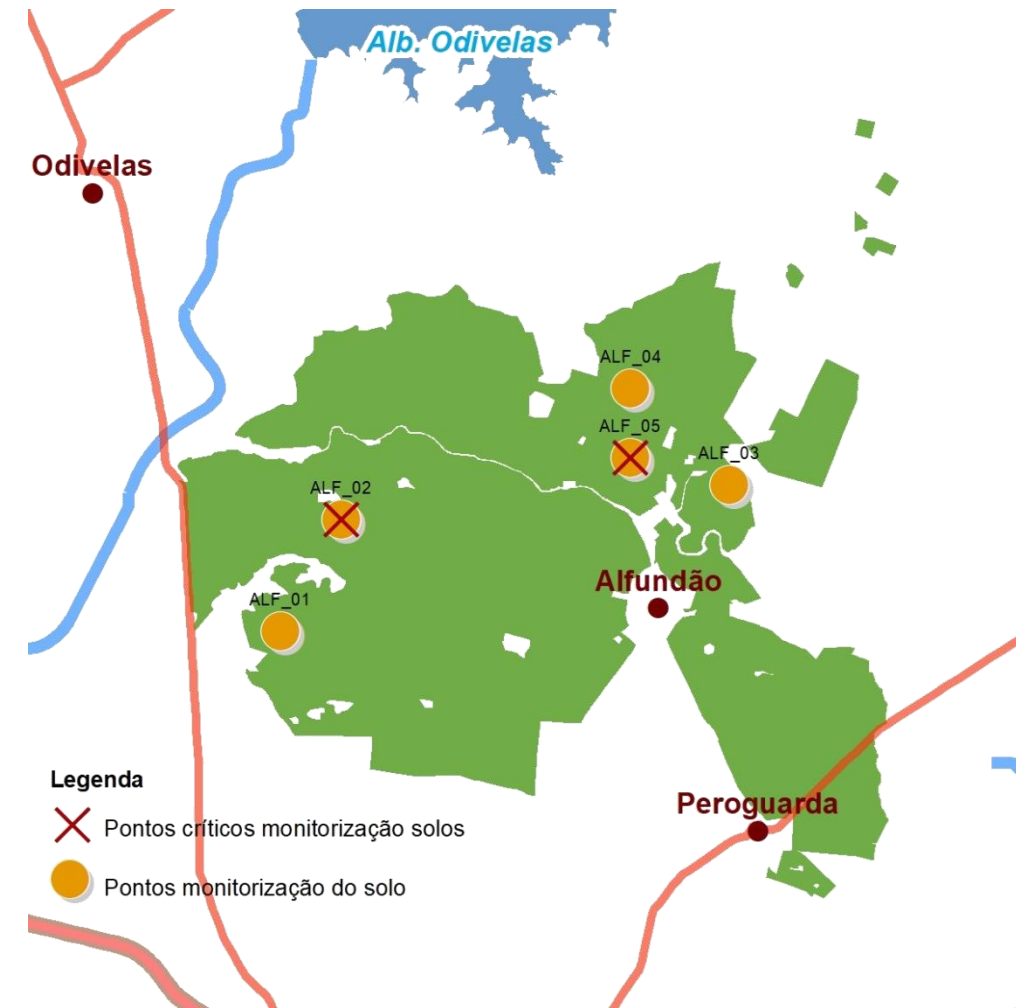 Alb. Odivelas
Odivelas
ALF_04
ALF_05
ALF_03
ALF_02
Alfundão
ALF_01
Legenda
Peroguarda
Pontos críticos monitorização solos
Pontos monitorização do solo